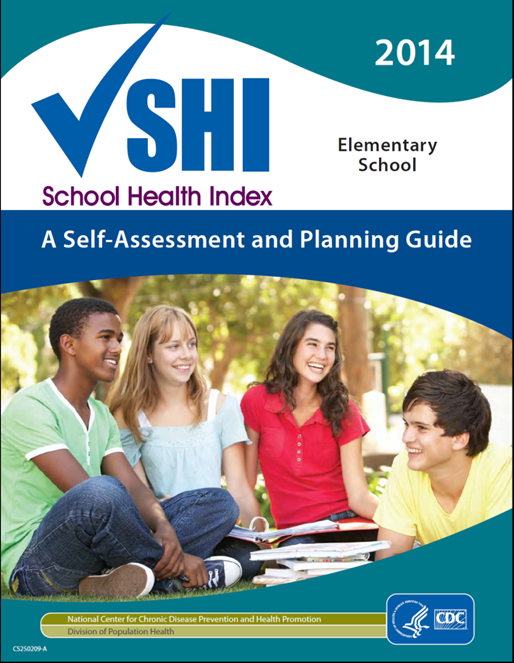 2014
SHI
Elementary
School
School Health Index
A Self-Assessment and Planning Guide
National Center for Chronic Disease Prevention and Health Promotion
Division of Population Health
CDC
CS250209-A